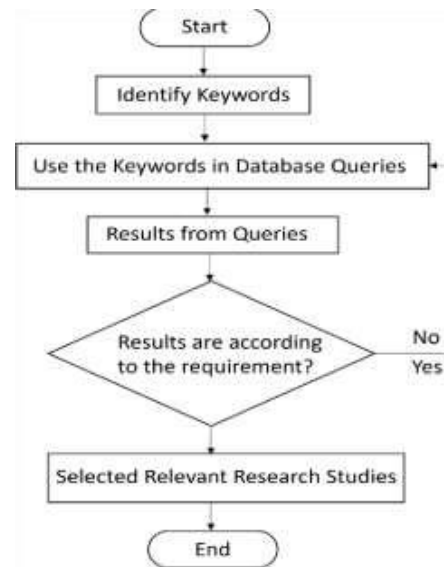 Start
Identify Keywords
Use the Keywords in Database Queries
Results from Queries
Results are according
to the requirement?
No
Yes
Selected Relevant Research Studies
End